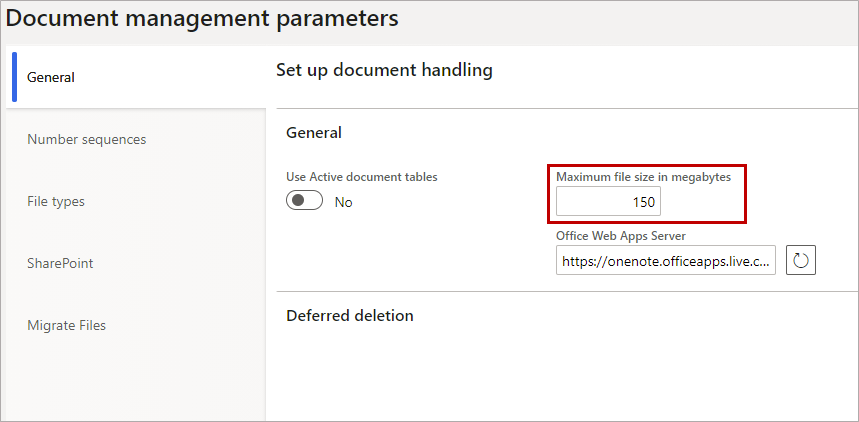 Document management parameters
General
Number sequences
File types
SharePoint
Migrate Files
Set up document handling
General
Use Active document tables
No
Maximum file size in megabytes
150
Office Web Apps Server
https://onenote.officeapps.live.c...
Deferred deletion